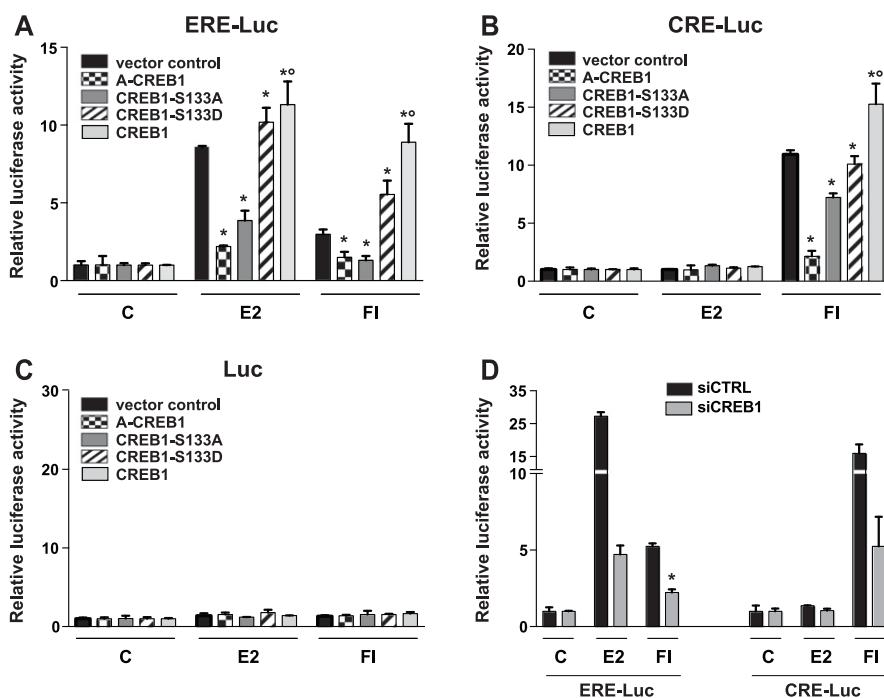 A
ERE-Luc
Relative luciferase activity
15
10
5
0
vector control
A-CREB1
CREB1-S133A
CREB1-S133D
CREB1
*
*
*
*°
*
*
*
*°
C
E2
FI
B
CRE-Luc
Relative luciferase activity
20
15
10
5
0
vector control
A-CREB1
CREB1-S133A
CREB1-S133D
CREB1
*
*
*
*°
C
E2
FI
C
Luc
Relative luciferase activity
30
20
10
0
vector control
A-CREB1
CREB1-S133A
CREB1-S133D
CREB1
C
E2
FI
D
Relative luciferase activity
35
25
15
10
5
0
siCTRL
siCREB1
*
C
E2
FI
C
E2
FI
ERE-Luc
CRE-Luc